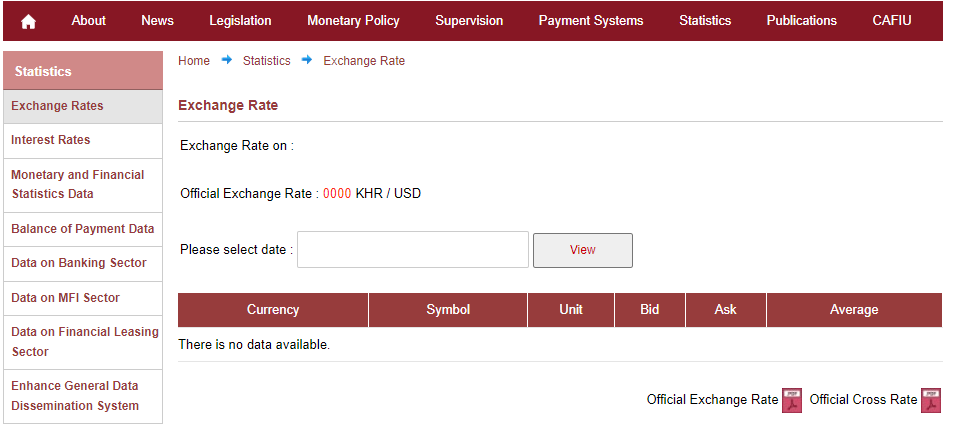 About News Legislation Monetary Policy Supervision Payment Systems Statistics Publications CAFIU
Statistics
Exchange Rates
Interest Rates
Monetary and Financial
Statistics Data
Balance of Payment Data
Data on Banking Sector
Data on MFI Sector
Data on Financial Leasing
Sector
Enhance General Data
Dissemination System
Home Statistics Exchange Rate
Exchange Rate
Exchange Rate on :
Official Exchange Rate : 0000 KHR / USD
Please select date : View
Currency Symbol Unit Bid Ask Average
There is no data available.
Official Exchange Rate Official Cross Rate